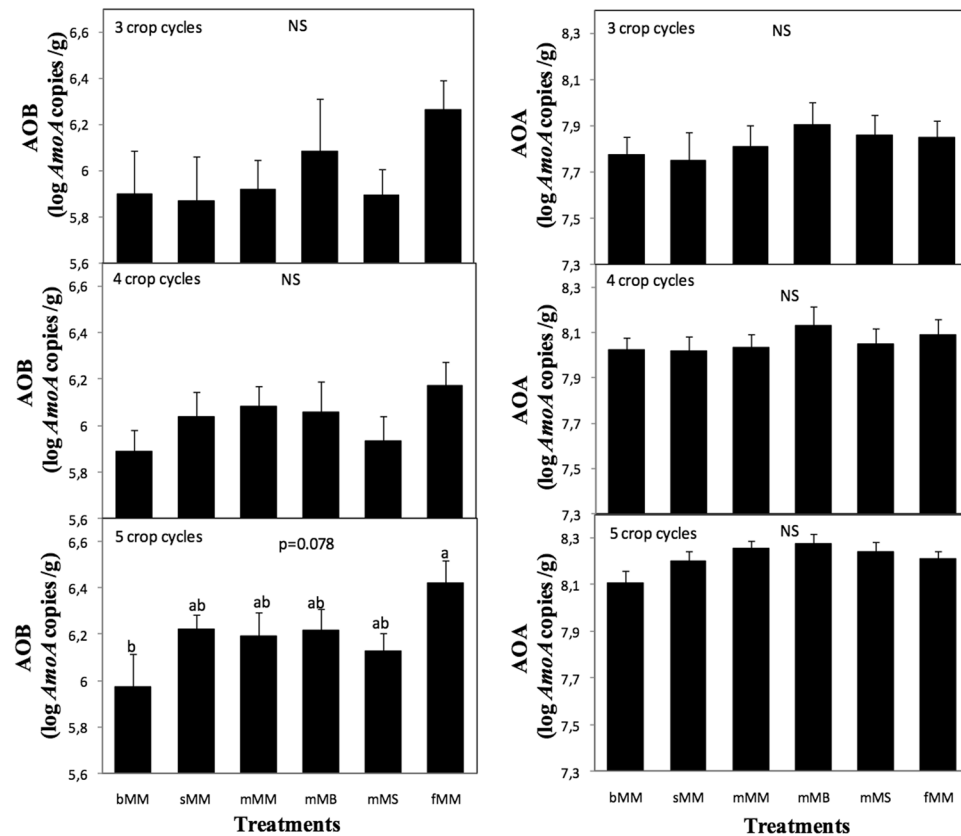 3 crop cycles
NS
6,6
6,4
6,2
6
5,8
5,6
AOB
(log AmoA copies /g)
4 crop cycles
NS
6,6
6,4
6,2
6
5,8
5,6
AOB
(log AmoA copies /g)
5 crop cycles
p=0.078
6,6
6,4
6,2
6
5,8
5,6
AOB
(log AmoA copies /g)
b
ab
ab
ab
ab
a
bMM sMM mMM mMB mMS fMM
Treatments
3 crop cycles
NS
8,3
8,1
7,9
7,7
7,5
7,3
AOA
(log AmoA copies /g)
4 crop cycles
NS
8,3
8,1
7,9
7,7
7,5
7,3
AOA
(log AmoA copies /g)
5 crop cycles
NS
8,3
8,1
7,9
7,7
7,5
7,3
AOA
(log AmoA copies /g)
bMM sMM mMM mMB mMS fMM
Treatments